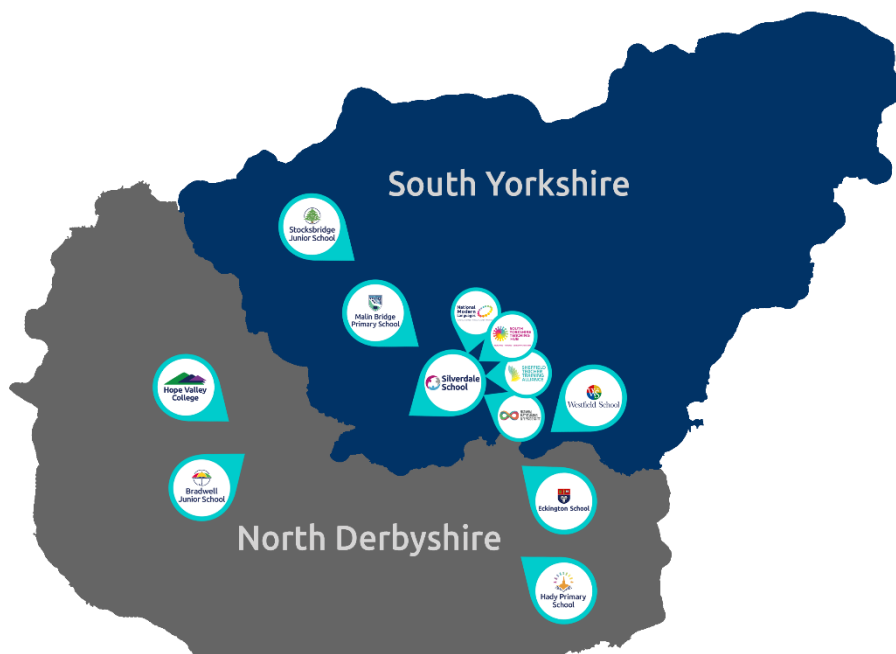 South Yorkshire
Stocksbridge
Junior School
Malin Bridge
Primary School
National
Modern
Languages
SOUTH
YORKSHIRE
TEACHING
HUB
Silverdale
School
SHEFFIELD
TEACHER
TRAINING
ALLIANCE
Hope Valley
College
Westfield School
Bradwell
Junior School
Eckington School
North Derbyshire
Hady Primary
School